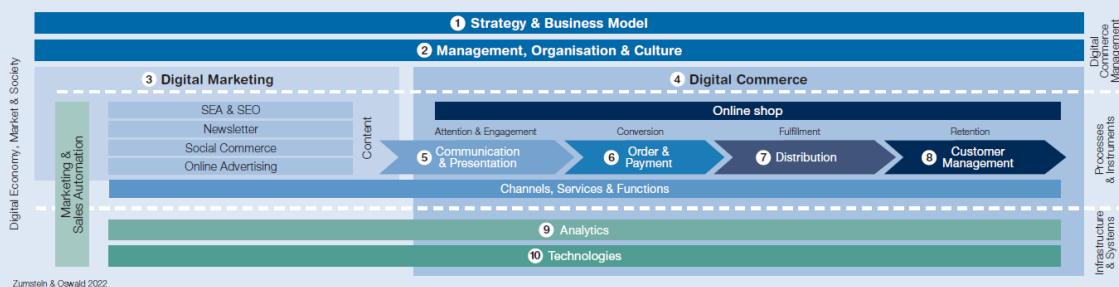 1 Strategy & Business Model
2 Management, Organisation & Culture
Digital Economy, Market & Society
Digital
Commerce
Management
3 Digital Marketing
4 Digital Commerce
Marketing &
Sales Automation
SEA & SEO
Newsletter
Social Commerce
Online Advertising
Content
Online shop
Attention & Engagement
Conversion
Fulfillment
Retention
5 Communication
& Presentation
6 Order &
Payment
7 Distribution
8 Customer
Management
Processes
& Instruments
Channels, Services & Functions
9 Analytics
10 Technologies
Infrastructure
& Systems
Zumstein & Oswald 2022